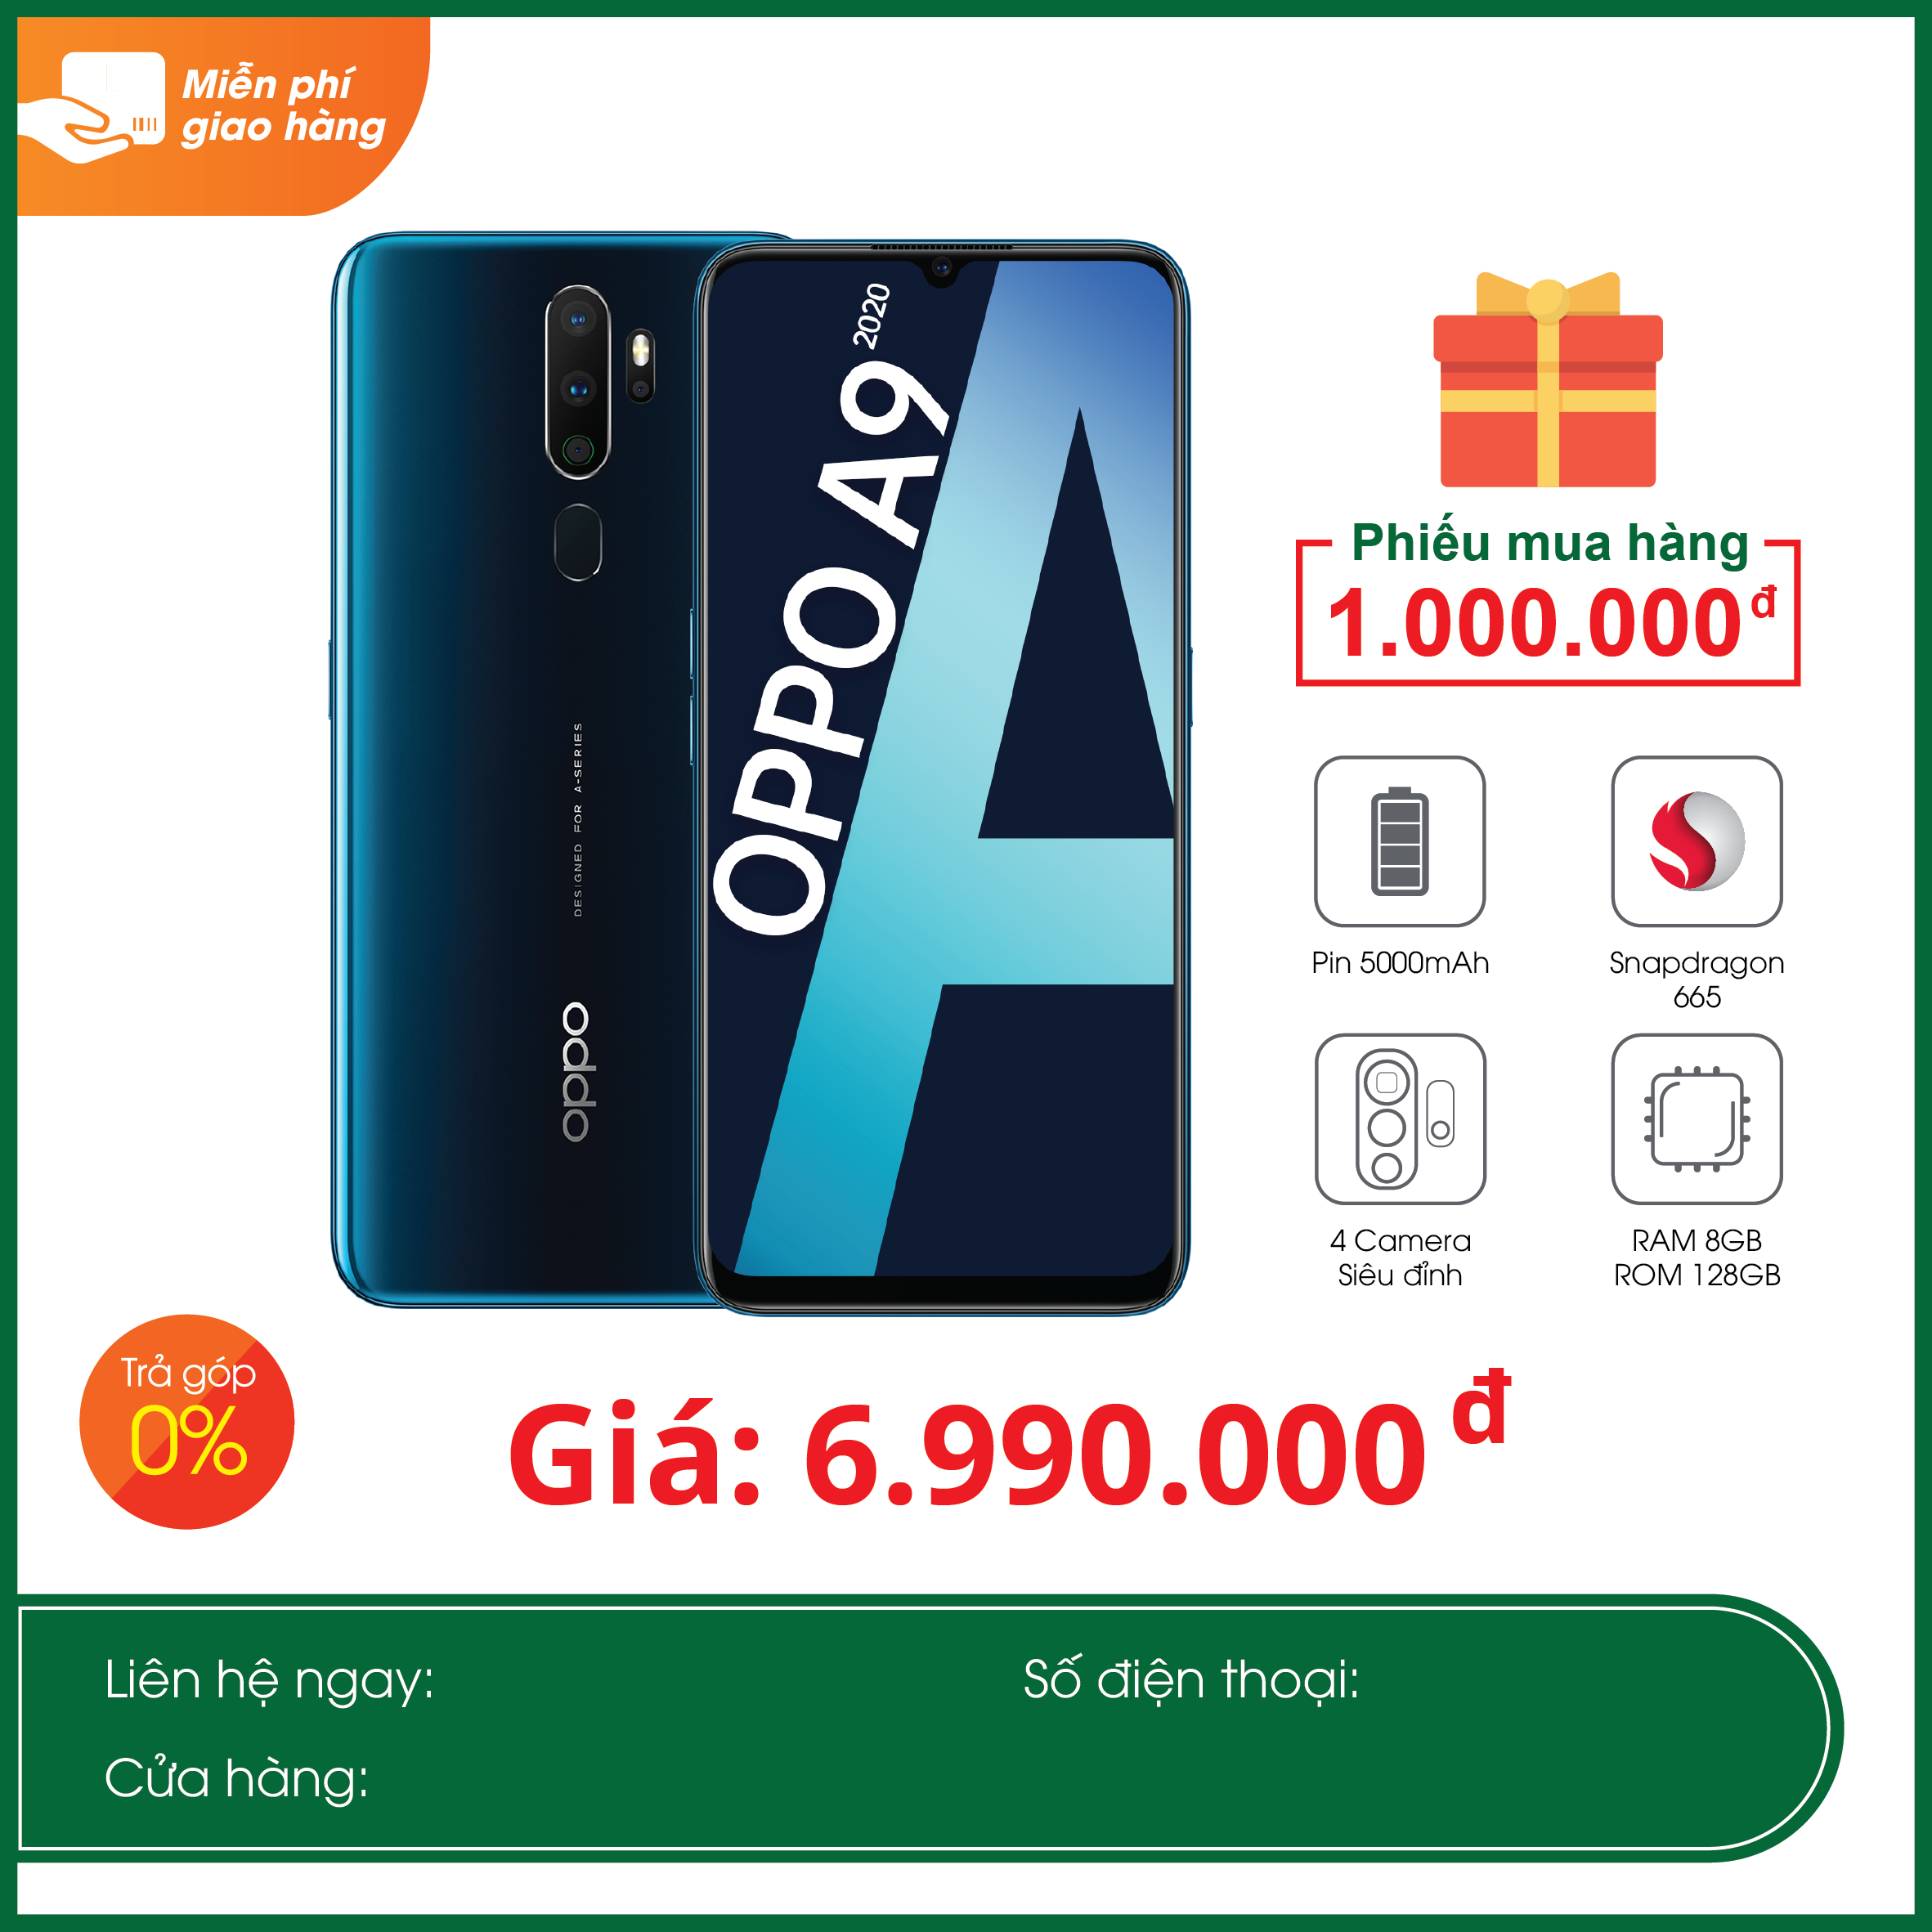 Miễn phí
giao hàng
OPPO A9 2020
DESIGNED FOR A-SERIES
oppo
Phiếu mua hàng
1.000.000đ
Pin 5000mAh
Snapdragon
665
4 Camera
Siêu đỉnh
RAM 8GB
ROM 128GB
Trả góp
0%
Giá: 6.990.000 đ
Liên hệ ngay:
Số điện thoại:
Cửa hàng: